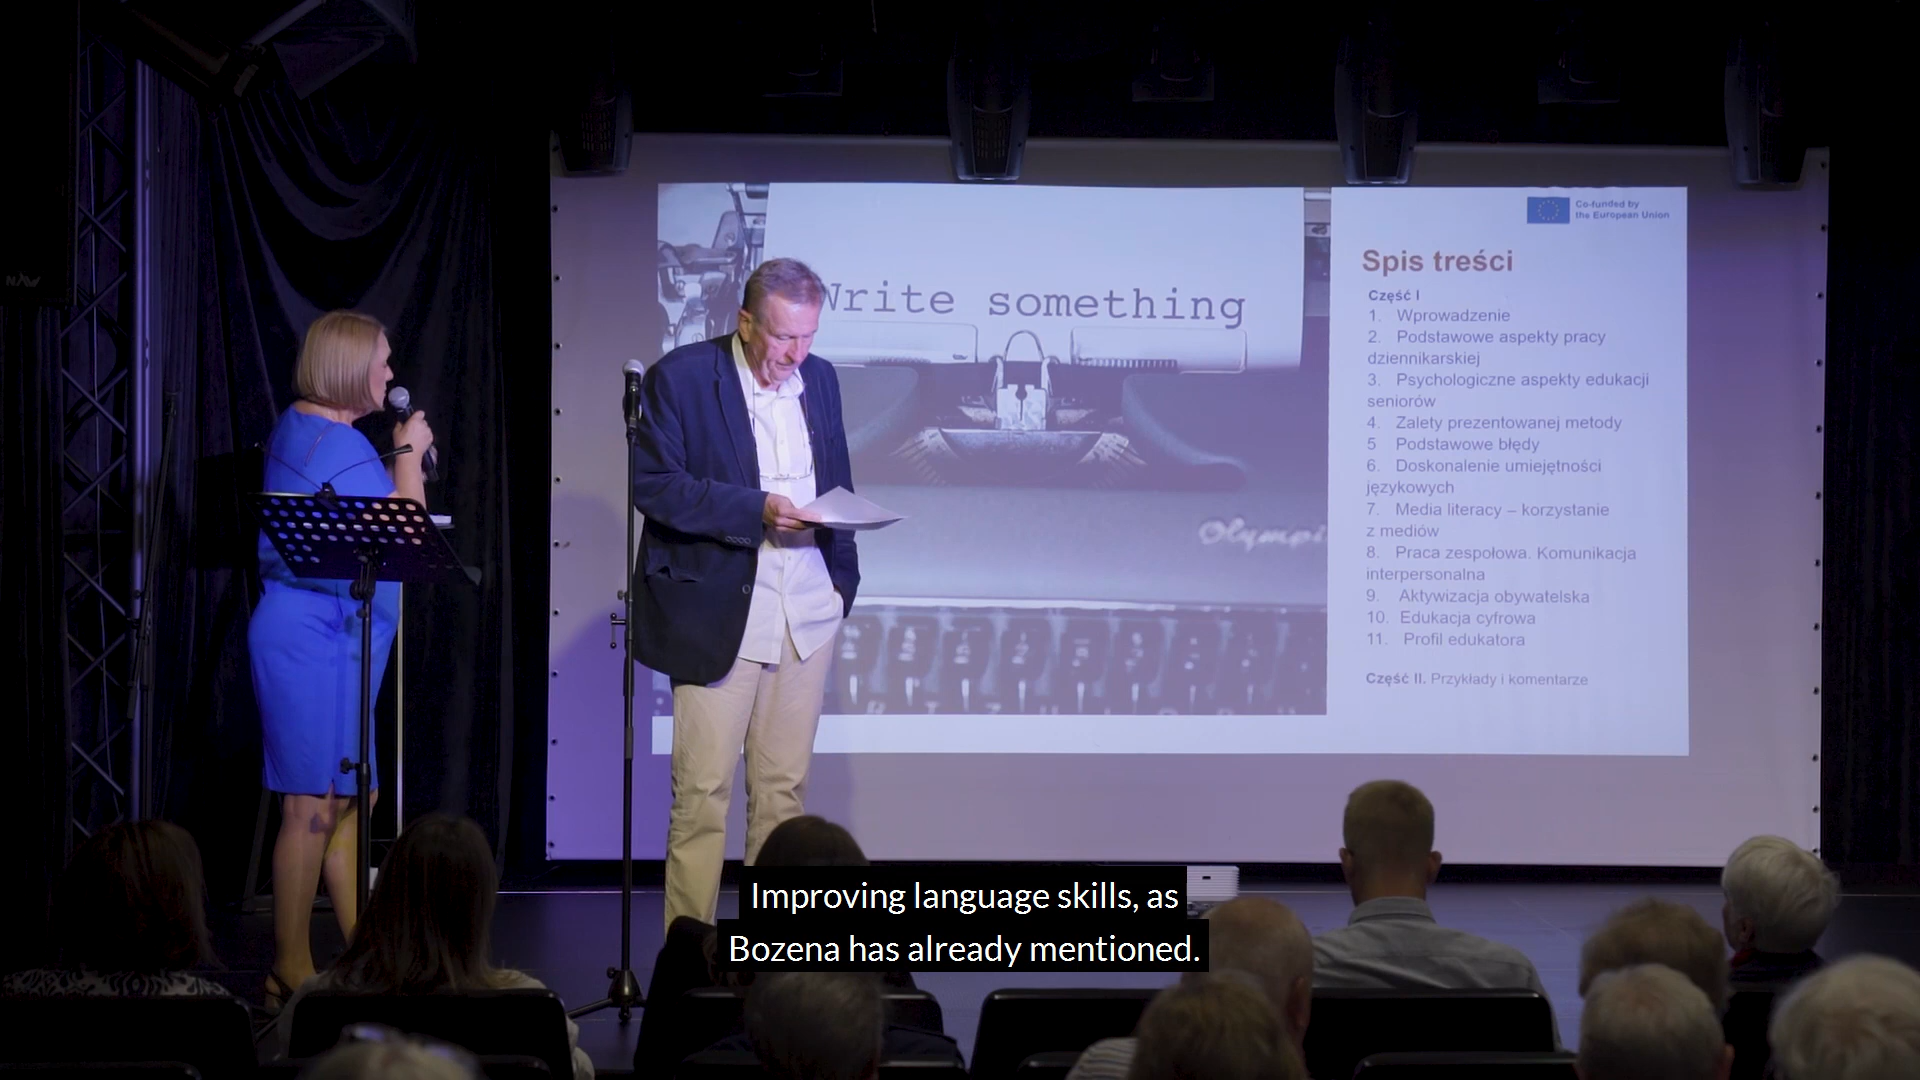 Co-funded by
the European Union
Write something
Spis treści
Część I
1. Wprowadzenie
2. Podstawowe aspekty pracy
dziennikarskiej
3. Psychologiczne aspekty edukacji
seniorów
4. Zalety prezentowanej metody
5 Podstawowe błędy
6. Doskonalenie umiejętności
językowych
7. Media literacy – korzystanie
z mediów
8. Praca zespołowa. Komunikacja
interpersonalna
9. Aktywizacja obywatelska
10. Edukacja cyfrowa
11. Profil edukatora
Część II. Przykłady i komentarze
Olympi
Improving language skills, as
Bozena has already mentioned.